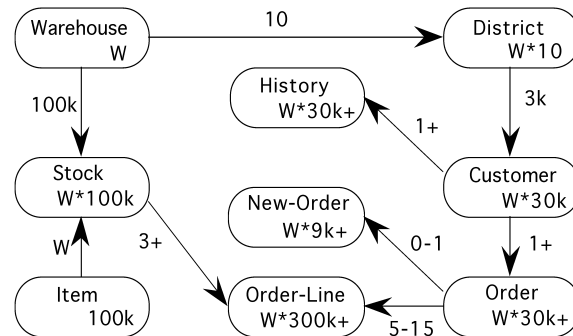 10
Warehouse
W
District
W*10
History
W*30k+
100k
3k
1+
Stock
W*100k
Customer
W*30k
New-Order
W*9k+
W
3+
0-1
1+
Item
100k
Order-Line
W*300k+
5-15
Order
W*30k+